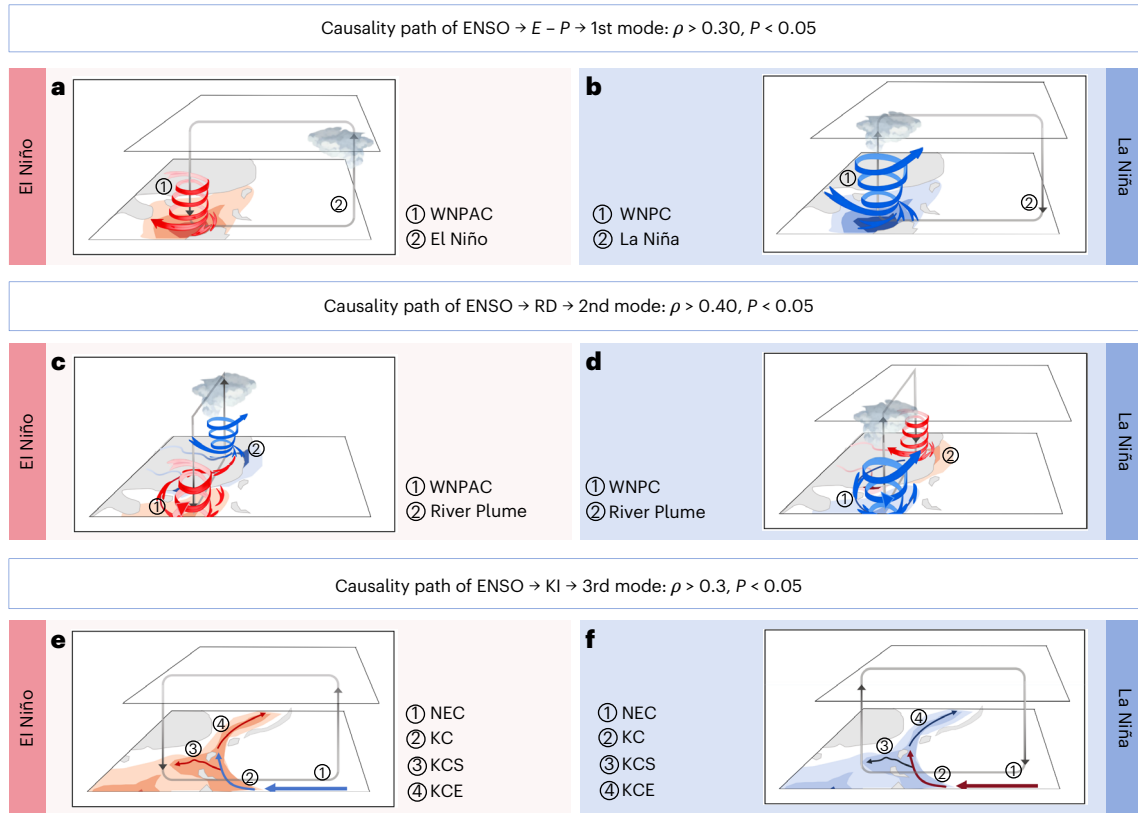 Causality path of ENSO → E – P → 1st mode: ρ > 0.30, P < 0.05
El Niño
a
①
②
① WNPAC
② El Niño
b
①
②
① WNPC
② La Niña
La Niña
Causality path of ENSO → RD → 2nd mode: ρ > 0.40, P < 0.05
El Niño
c
①
②
① WNPAC
② River Plume
d
①
②
① WNPC
② River Plume
La Niña
Causality path of ENSO → KI → 3rd mode: ρ > 0.3, P < 0.05
El Niño
e
④
③
②
①
① NEC
② KC
③ KCS
④ KCE
f
④
③
②
①
① NEC
② KC
③ KCS
④ KCE
La Niña